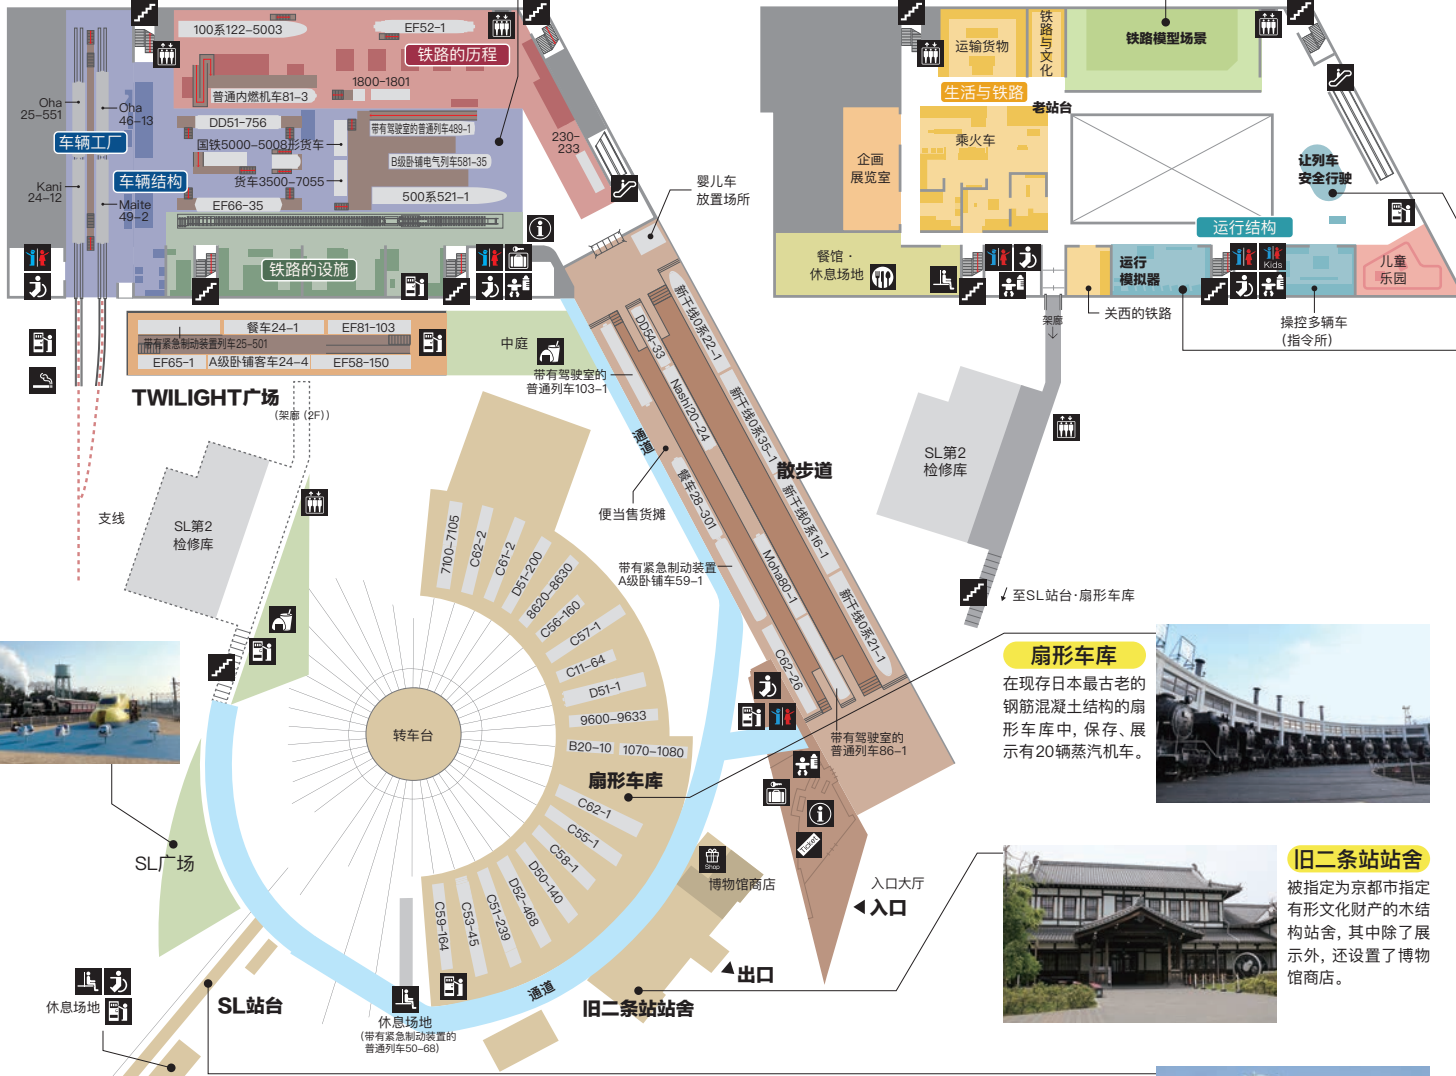 100系122-5003
EF52-1
铁路的历程
1800-1801
普通内燃机车81-3
DD51-756
带有驾驶室的普通列车489-1
国铁5000-5008形货车
B级卧铺电气列车581-35
货车3500-7055
500系521-1
EF66-35
230-
233
Oha
25-551
Oha
46-13
车辆工厂
车辆结构
Kani
24-12
Maite
49-2
铁路的设施
婴儿车
放置场所
餐车24-1
EF81-103
带有紧急制动装置列车25-501
EF65-1
A级卧铺客车24-4
EF58-150
TWILIGHT广场
(架廊 (2F))
中庭
带有驾驶室的
普通列车103-1
通道
便当售货摊
带有紧急制动装置
A级卧铺车59-1
散步道
DD54-33
Nashi20-24
餐车28-301
Moha80-1
C62-26
新干线0系22-1
新干线0系35-1
新干线0系16-1
新干线0系21-1
带有驾驶室的
普通列车86-1
运输货物
铁路与文化
铁路模型场景
生活与铁路
老站台
乘火车
企画
展览室
让列车
安全行驶
运行结构
餐馆·
休息场地
运行
模拟器
Kids
儿童
乐园
关西的铁路
操控多辆车
(指令所)
架廊
SL第2
检修库
至SL站台·扇形车库
支线
SL第2
检修库
7100-7105
C62-2
C61-2
D51-200
8620-8630
C56-160
C57-1
C11-64
D51-1
9600-9633
B20-10
1070-1080
转车台
扇形车库
C62-1
C55-1
C58-1
D50-140
D52-468
C51-239
C53-45
C59-164
SL广场
SL站台
休息场地
休息场地
(带有紧急制动装置的
普通列车50-68)
通道
旧二条站站舍
Shop
博物馆商店
Ticket
入口大厅
入口
出口
扇形车库
在现存日本最古老的
钢筋混凝土结构的扇
形车库中, 保存、展
示有20辆蒸汽机车。
旧二条站站舍
被指定为京都市指定
有形文化财产的木结
构站舍, 其中除了展
示外, 还设置了博物
馆商店。